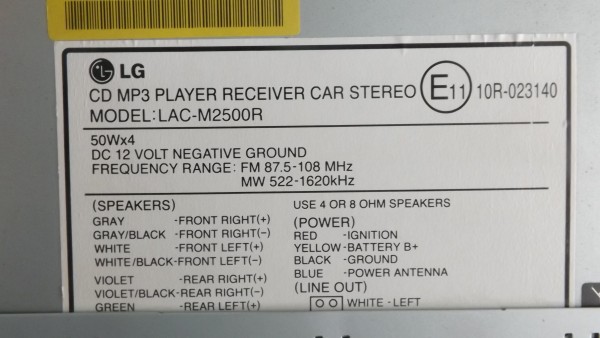 LG
CD MP3 PLAYER RECEIVER CAR STEREO E11 10R-023140
MODEL:LAC-M2500R
50Wx4
DC 12 VOLT NEGATIVE GROUND
FREQUENCY RANGE: FM 87.5-108 MHz
MW 522-1620kHz
(SPEAKERS)
GRAY -FRONT RIGHT(+)
GRAY/BLACK -FRONT RIGHT(-)
WHITE -FRONT LEFT(+)
WHITE/BLACK-FRONT LEFT(-)
VIOLET -REAR RIGHT(+)
VIOLET/BLACK-REAR RIGHT(-)
GREEN -REAR LEFT(+)
USE 4 OR 8 OHM SPEAKERS
(POWER)
RED -IGNITION
YELLOW-BATTERY B+
BLACK -GROUND
BLUE -POWER ANTENNA
(LINE OUT)
WHITE -LEFT